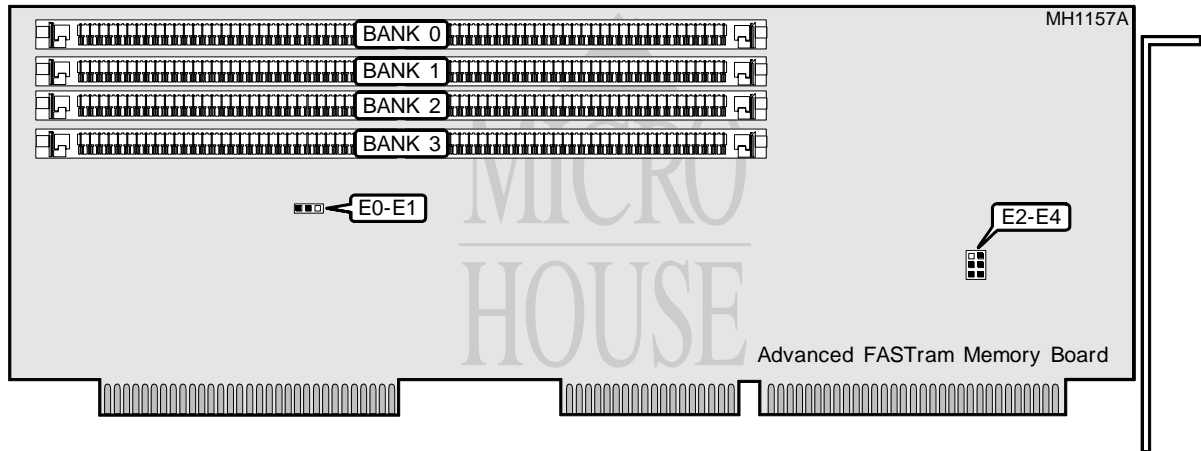 MH1157A
BANK 0
BANK 1
BANK 2
BANK 3
MICRO
HOUSE
E0-E1
E2-E4
Advanced FASTram Memory Board